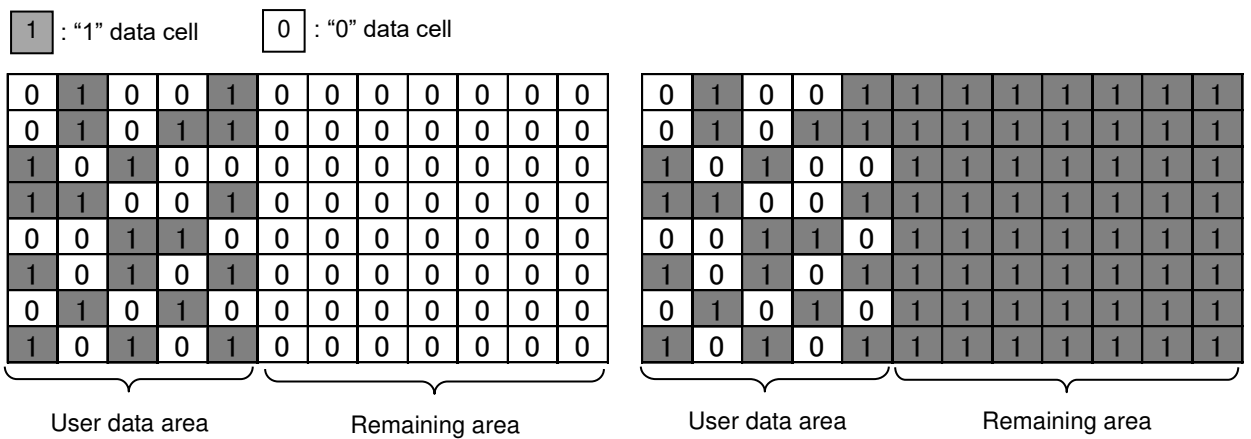 1 : “1” data cell 0 : “0” data cell
0 1 0 0 1 0 0 0 0 0 0 0 0 1 0 0 1 1 1 1 1 1 1 1
0 1 0 1 1 0 0 0 0 0 0 0 0 1 0 1 1 1 1 1 1 1 1 1
1 0 1 0 0 0 0 0 0 0 0 0 1 0 1 0 0 1 1 1 1 1 1 1
1 1 0 0 1 0 0 0 0 0 0 0 1 1 0 0 1 1 1 1 1 1 1 1
0 0 1 1 0 0 0 0 0 0 0 0 0 0 1 1 0 1 1 1 1 1 1 1
1 0 1 0 1 0 0 0 0 0 0 0 1 0 1 0 1 1 1 1 1 1 1 1
0 1 0 1 0 0 0 0 0 0 0 0 0 1 0 1 0 1 1 1 1 1 1 1
1 0 1 0 1 0 0 0 0 0 0 0 1 0 1 0 1 1 1 1 1 1 1 1
User data area Remaining area User data area Remaining area